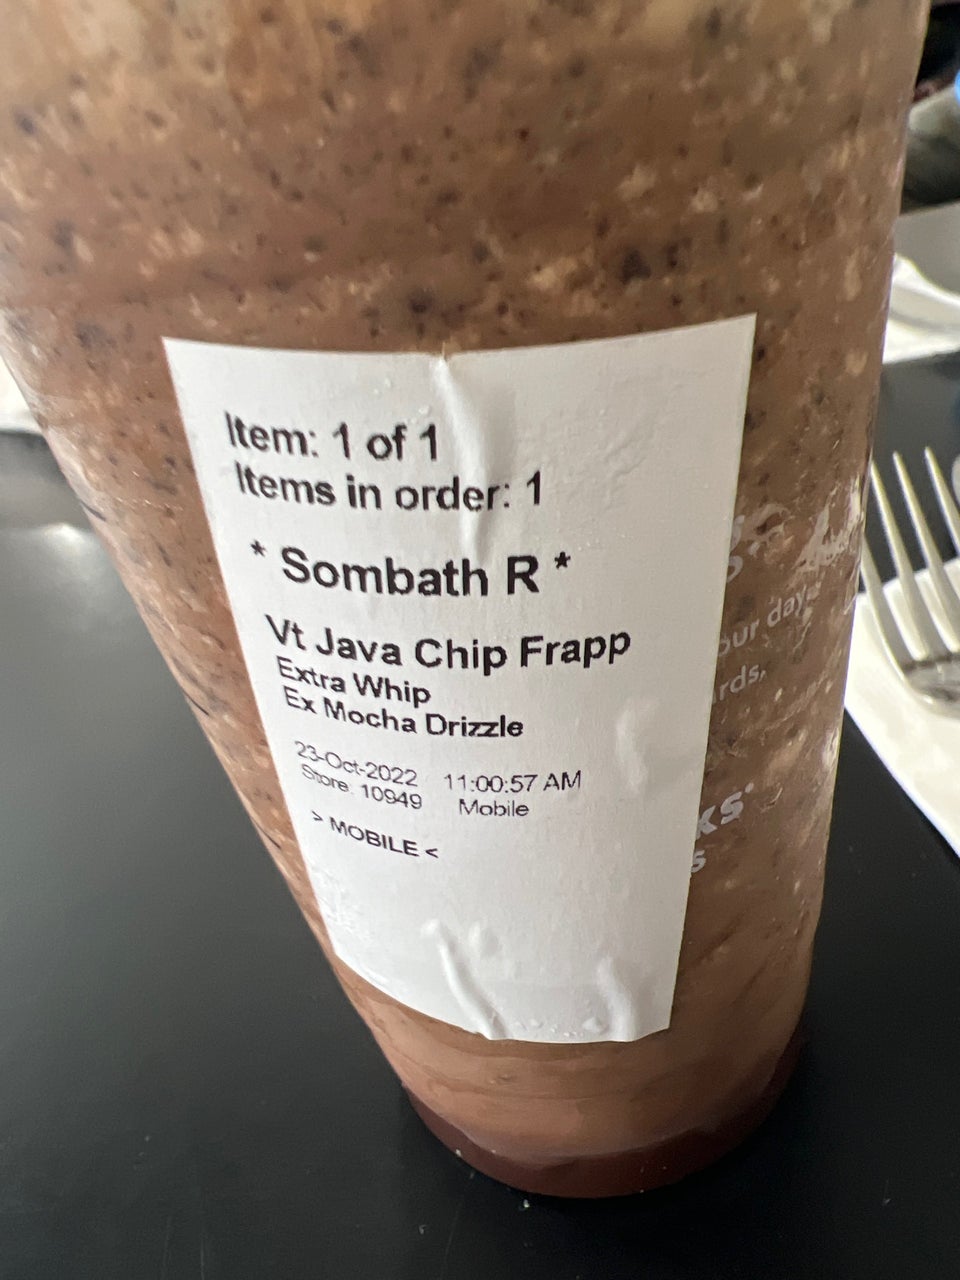 Item: 1 of 1
Items in order: 1
* Sombath R *
Vt Java Chip Frapp
Extra Whip
Ex Mocha Drizzle
23-Oct-2022 11:00:57 AM
Store: 10949 Mobile
> MOBILE <
day